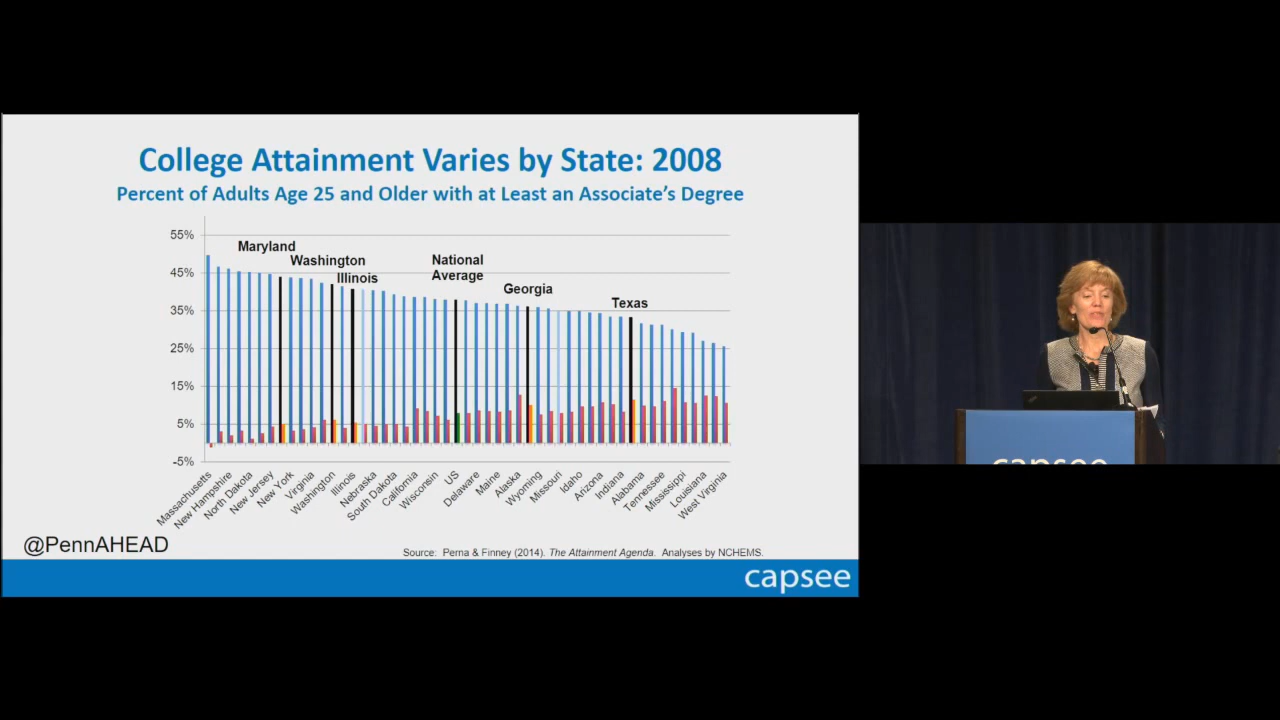 College Attainment Varies by State: 2008
Percent of Adults Age 25 and Older with at Least an Associate's Degree
55%
45%
35%
25%
15%
5%
-5%
Maryland
Washington
Illinois
National
Average
Georgia
Texas
Massachusetts
New Hampshire
North Dakota
New Jersey
New York
Virginia
Washington
Illinois
Nebraska
South Dakota
California
Wisconsin
US
Delaware
Maine
Alaska
Wyoming
Missouri
Idaho
Arizona
Indiana
Alabama
Tennessee
Mississippi
Louisiana
West Virginia
@PennAHEAD
Source: Perna & Finney (2014). The Attainment Agenda. Analyses by NCHEMS.
capsee
capsee